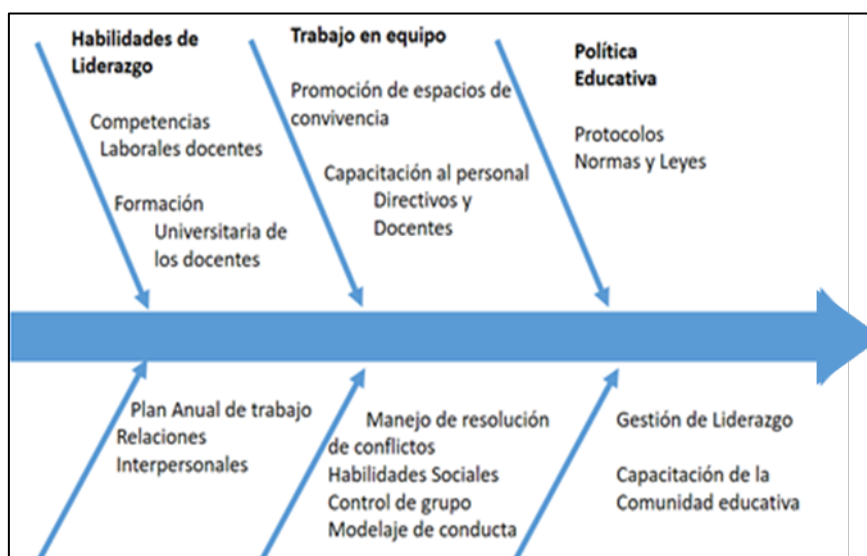 Habilidades de
Liderazgo
Competencias
Laborales docentes
Formación
Universitaria de
los docentes
Trabajo en equipo
Promoción de espacios de
convivencia
Capacitación al personal
Directivos y
Docentes
Política
Educativa
Protocolos
Normas y Leyes
Plan Anual de trabajo
Relaciones
Interpersonales
Manejo de resolución
de conflictos
Habilidades Sociales
Control de grupo
Modelaje de conducta
Gestión de Liderazgo
Capacitación de la
Comunidad educativa